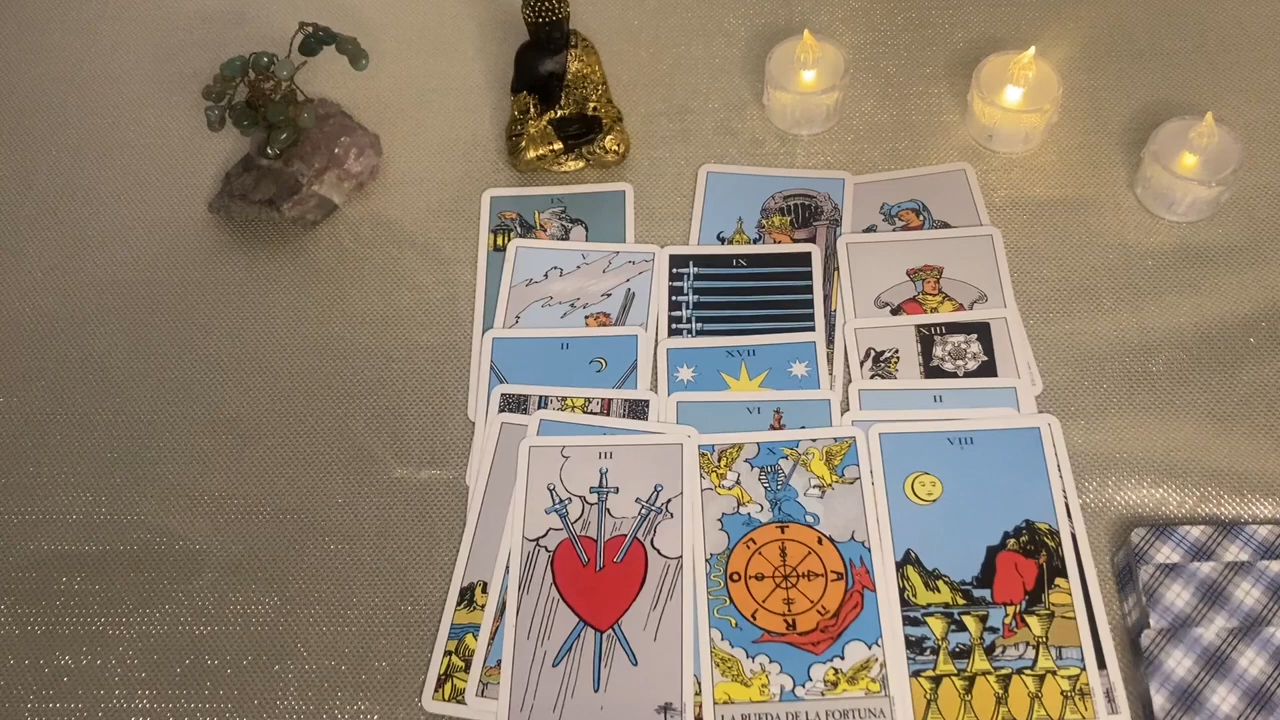 IX
V
IX
XIII
II
XVII
VI
II
III
X
VIII
T
A
R
O
LA RUEDA DE LA FORTUNA